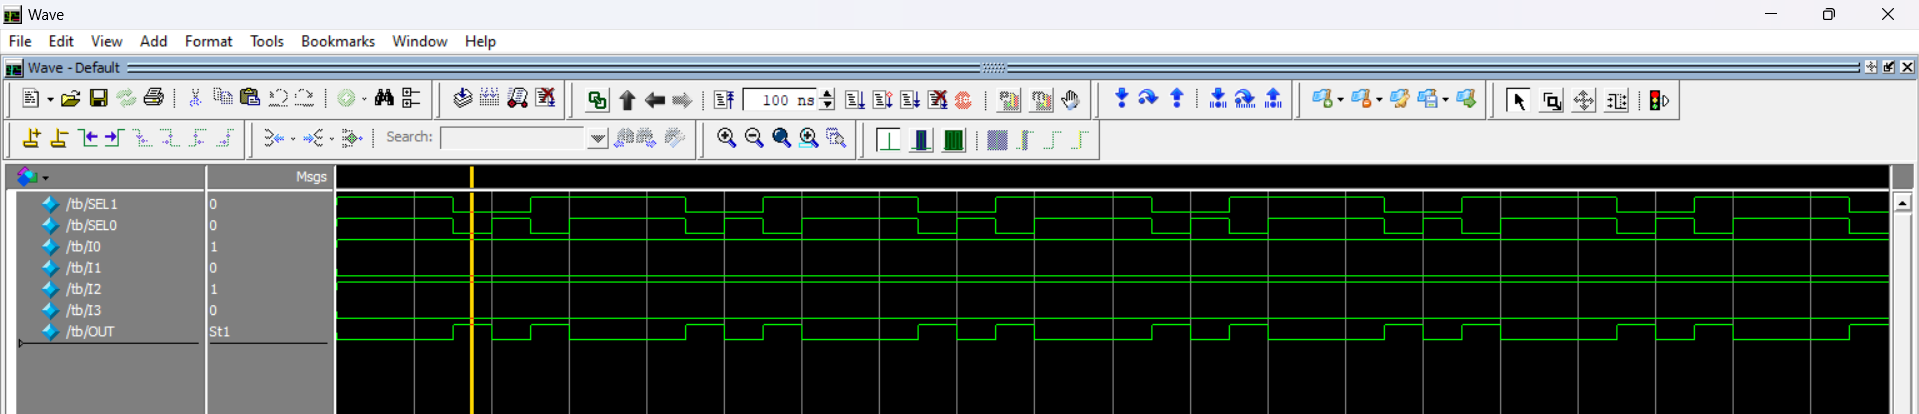 Wave
File Edit View Add Format Tools Bookmarks Window Help
Wave - Default
100 ns
Search:
Msgs
/tb/SEL1 0
/tb/SEL0 0
/tb/I0 1
/tb/I1 0
/tb/I2 1
/tb/I3 0
/tb/OUT St1